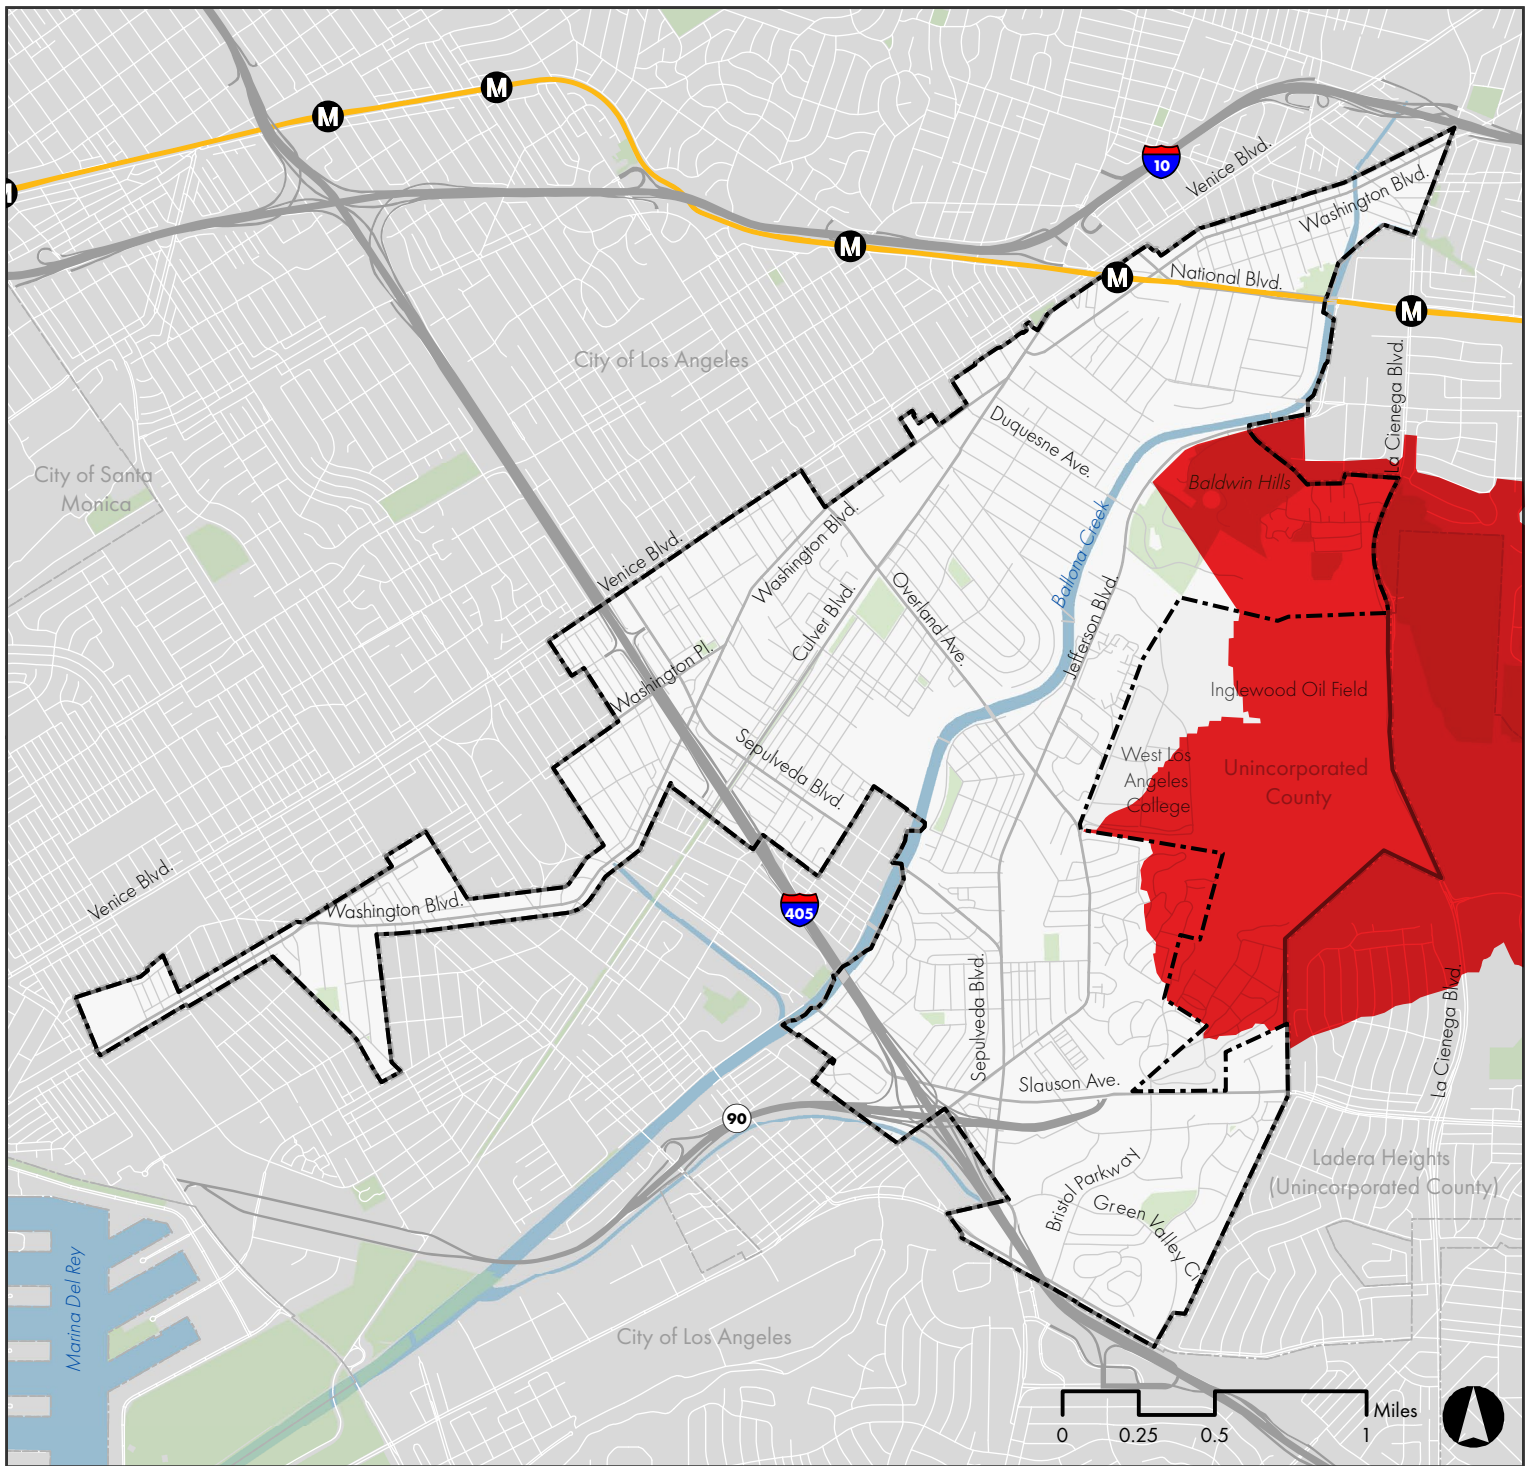 M
M
10
Venice Blvd.
Washington Blvd.
M
M
National Blvd.
M
City of Los Angeles
La Cienega Blvd.
Duquesne Ave.
City of Santa
Monica
Baldwin Hills
Venice Blvd.
Washington Blvd.
Ballona Creek
Culver Blvd.
Overland Ave.
Jefferson Blvd.
Washington Pl.
Inglewood Oil Field
Sepulveda Blvd.
West Los
Angeles
College
Unincorporated
County
Venice Blvd.
Washington Blvd.
405
Sepulveda Blvd.
La Cienega Blvd.
Slauson Ave.
90
Bristol Parkway
Green Valley Ci
Ladera Heights
(Unincorporated County)
Marina Del Rey
City of Los Angeles
Miles
0 0.25 0.5 1